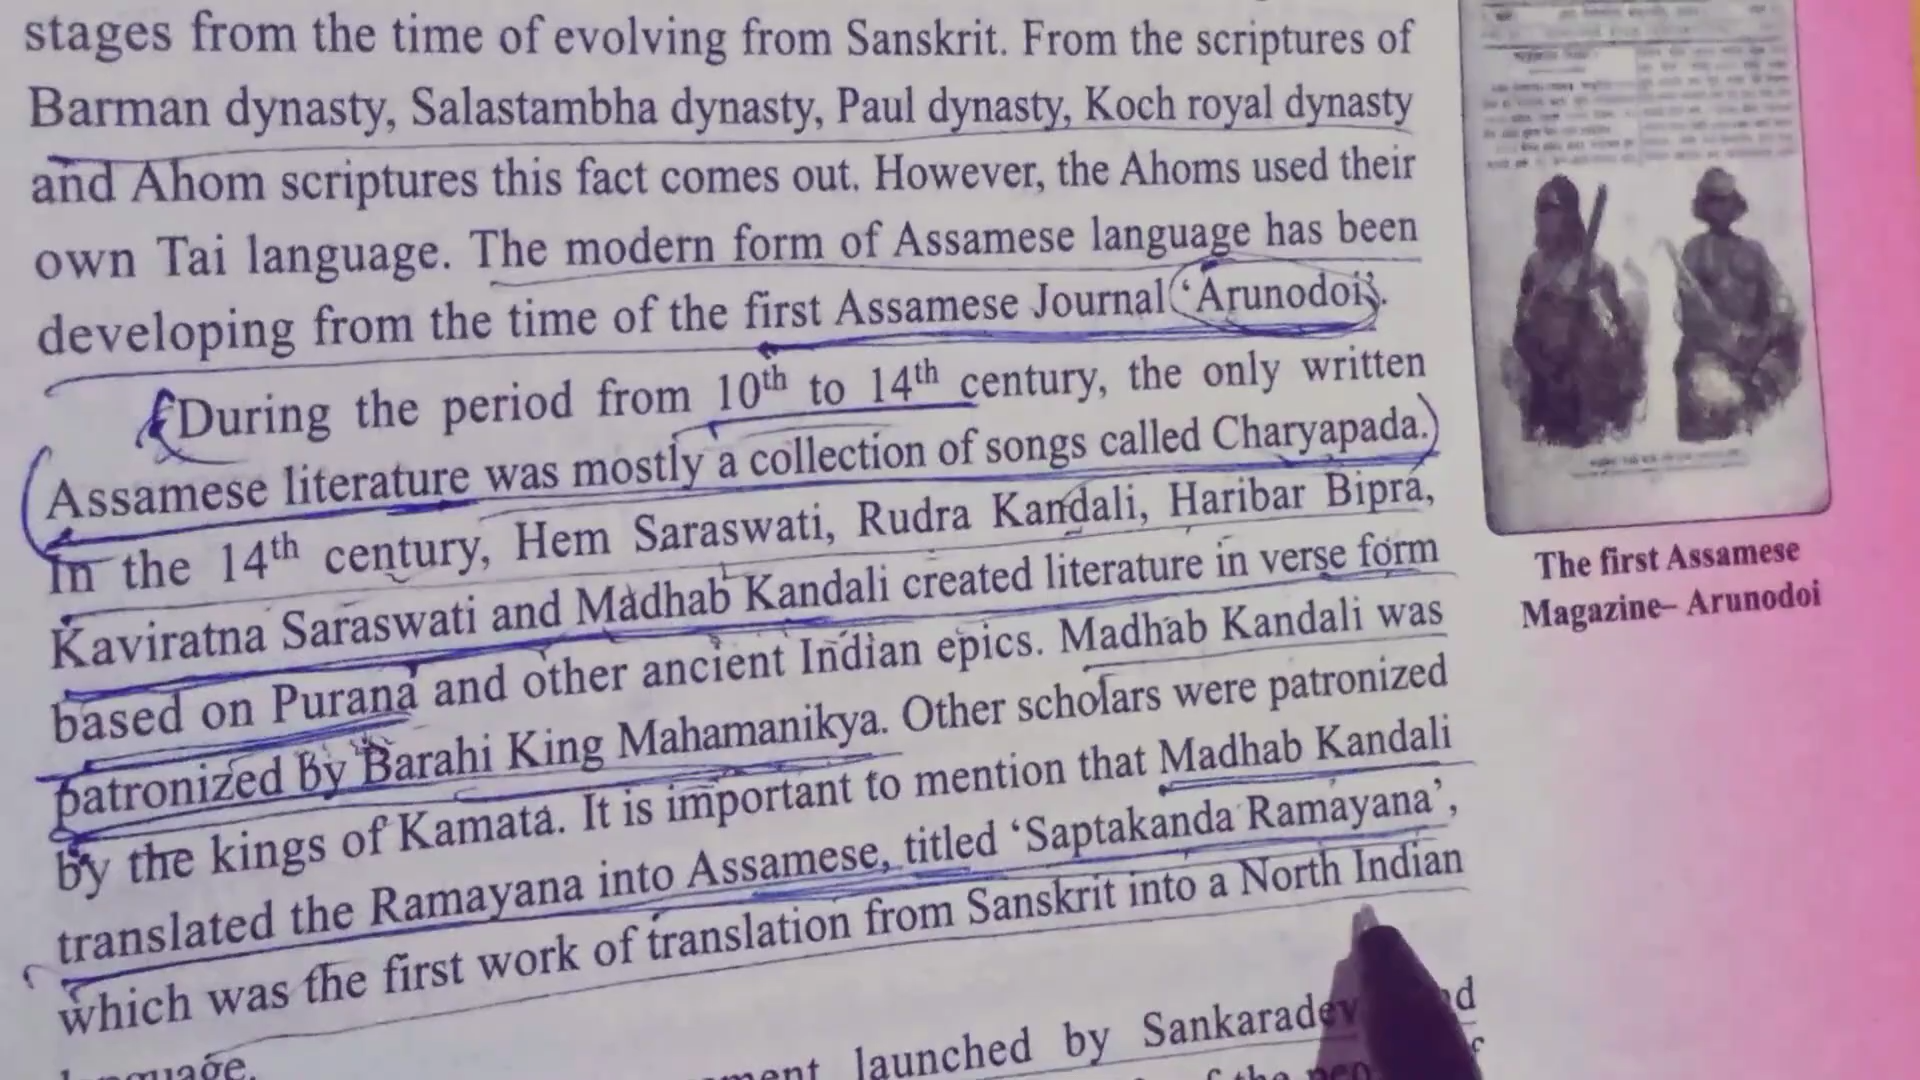 stages from the time of evolving from Sanskrit. From the scriptures of
Barman dynasty, Salastambha dynasty, Paul dynasty, Koch royal dynasty
and Ahom scriptures this fact comes out. However, the Ahoms used their
own Tai language. The modern form of Assamese language has been
developing from the time of the first Assamese Journal ‘Arunodoi’.
During the period from 10th to 14th century, the only written
Assamese literature was mostly a collection of songs called Charyapada.
In the 14th century, Hem Saraswati, Rudra Kandali, Haribar Bipra,
Kaviratna Saraswati and Madhab Kandali created literature in verse form
based on Purana and other ancient Indian epics. Madhab Kandali was
patronized by Barahi King Mahamanikya. Other scholars were patronized
by the kings of Kamata. It is important to mention that Madhab Kandali
translated the Ramayana into Assamese, titled ‘Saptakanda Ramayana’,
which was the first work of translation from Sanskrit into a North Indian
launched by Sankaradev
of the
The first Assamese
Magazine– Arunodoi